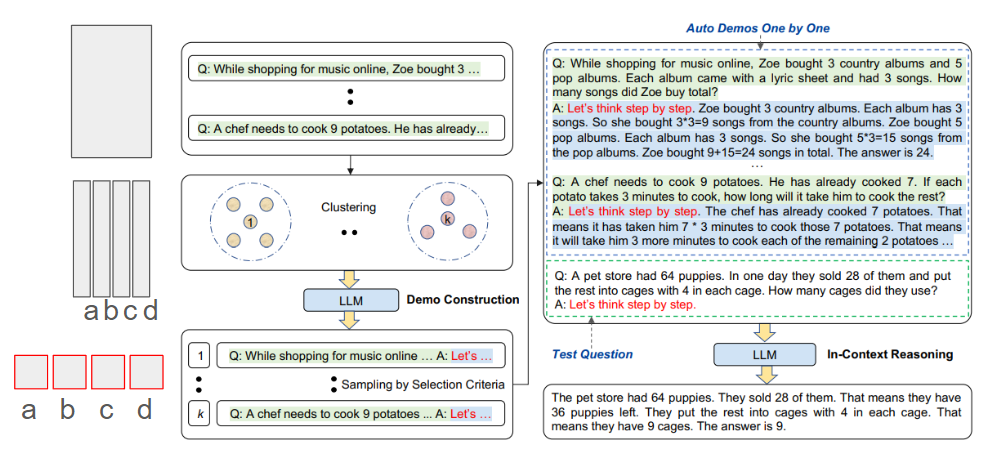 a b c d
a b c d
Q: While shopping for music online, Zoe bought 3 …
Q: A chef needs to cook 9 potatoes. He has already…
1
Clustering
k
LLM
Demo Construction
1
Q: While shopping for music online … A: Let's …
Sampling by Selection Criteria
k
Q: A chef needs to cook 9 potatoes ... A: Let's …
Auto Demos One by One
Q: While shopping for music online, Zoe bought 3 country albums and 5
pop albums. Each album came with a lyric sheet and had 3 songs. How
many songs did Zoe buy total?
A: Let's think step by step. Zoe bought 3 country albums. Each album has 3
songs. So she bought 3*3=9 songs from the country albums. Zoe bought 5
pop albums. Each album has 3 songs. So she bought 5*3=15 songs from
the pop albums. Zoe bought 9+15=24 songs in total. The answer is 24.
…
Q: A chef needs to cook 9 potatoes. He has already cooked 7. If each
potato takes 3 minutes to cook, how long will it take him to cook the rest?
A: Let's think step by step. The chef has already cooked 7 potatoes. That
means it has taken him 7 * 3 minutes to cook those 7 potatoes. That means
it will take him 3 more minutes to cook each of the remaining 2 potatoes …
Q: A pet store had 64 puppies. In one day they sold 28 of them and put
the rest into cages with 4 in each cage. How many cages did they use?
A: Let's think step by step.
Test Question
LLM
In-Context Reasoning
The pet store had 64 puppies. They sold 28 of them. That means they have
36 puppies left. They put the rest into cages with 4 in each cage. That
means they have 9 cages. The answer is 9.